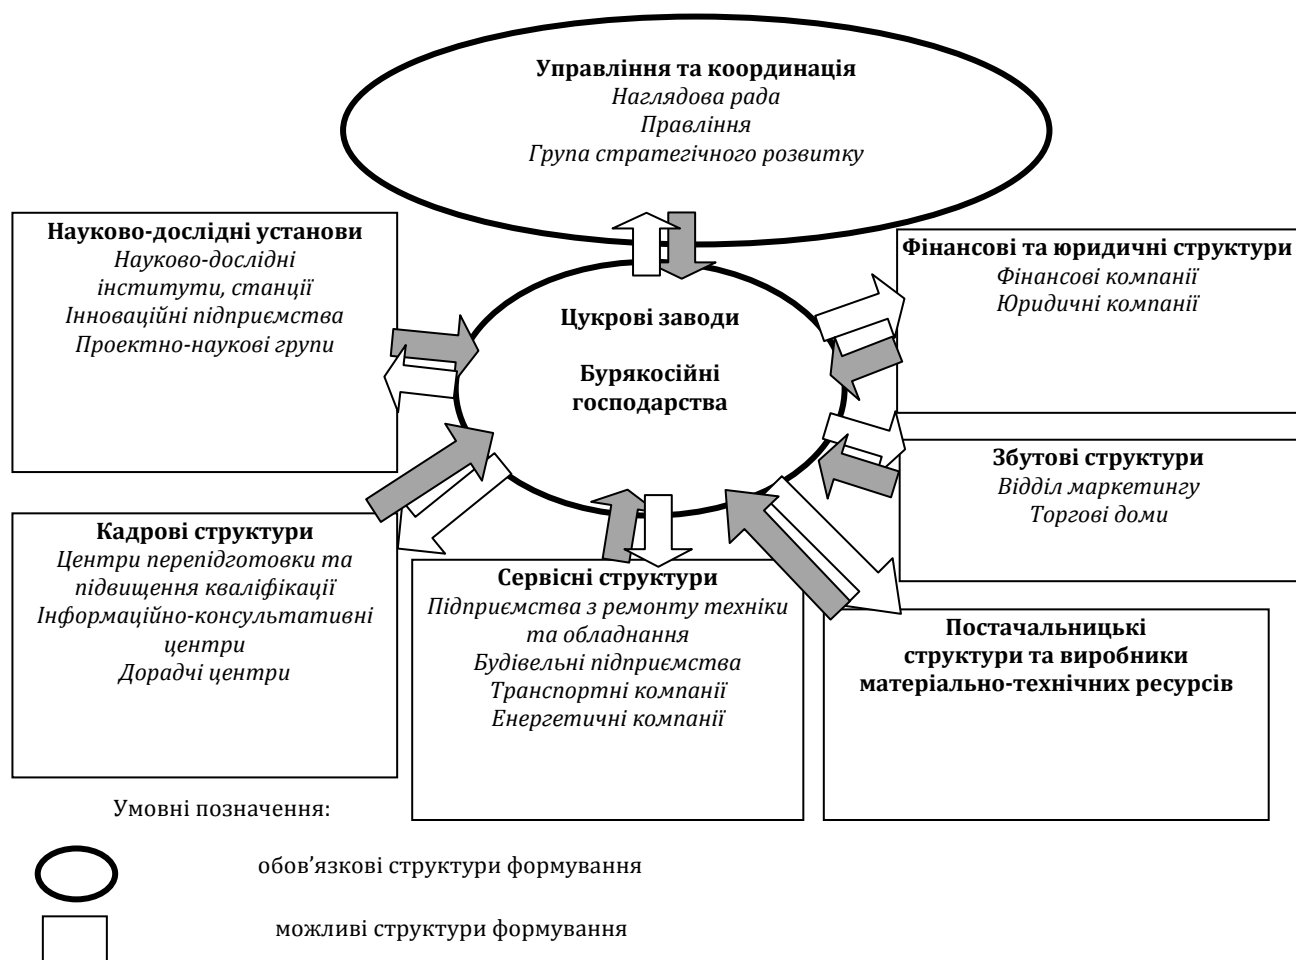 Управління та координація
Наглядова рада
Правління
Група стратегічного розвитку
Науково-дослідні установи
Науково-дослідні
інститути, станції
Інноваційні підприємства
Проектно-наукові групи
Цукрові заводи
Бурякосійні
господарства
Фінансові та юридичні структури
Фінансові компанії
Юридичні компанії
Збутові структури
Відділ маркетингу
Торгові доми
Кадрові структури
Центри перепідготовки та
підвищення кваліфікації
Інформаційно-консультативні
центри
Дорадчі центри
Сервісні структури
Підприємства з ремонту техніки
та обладнання
Будівельні підприємства
Транспортні компанії
Енергетичні компанії
Постачальницькі
структури та виробники
матеріально-технічних ресурсів
Умовні позначення:
обов’язкові структури формування
можливі структури формування